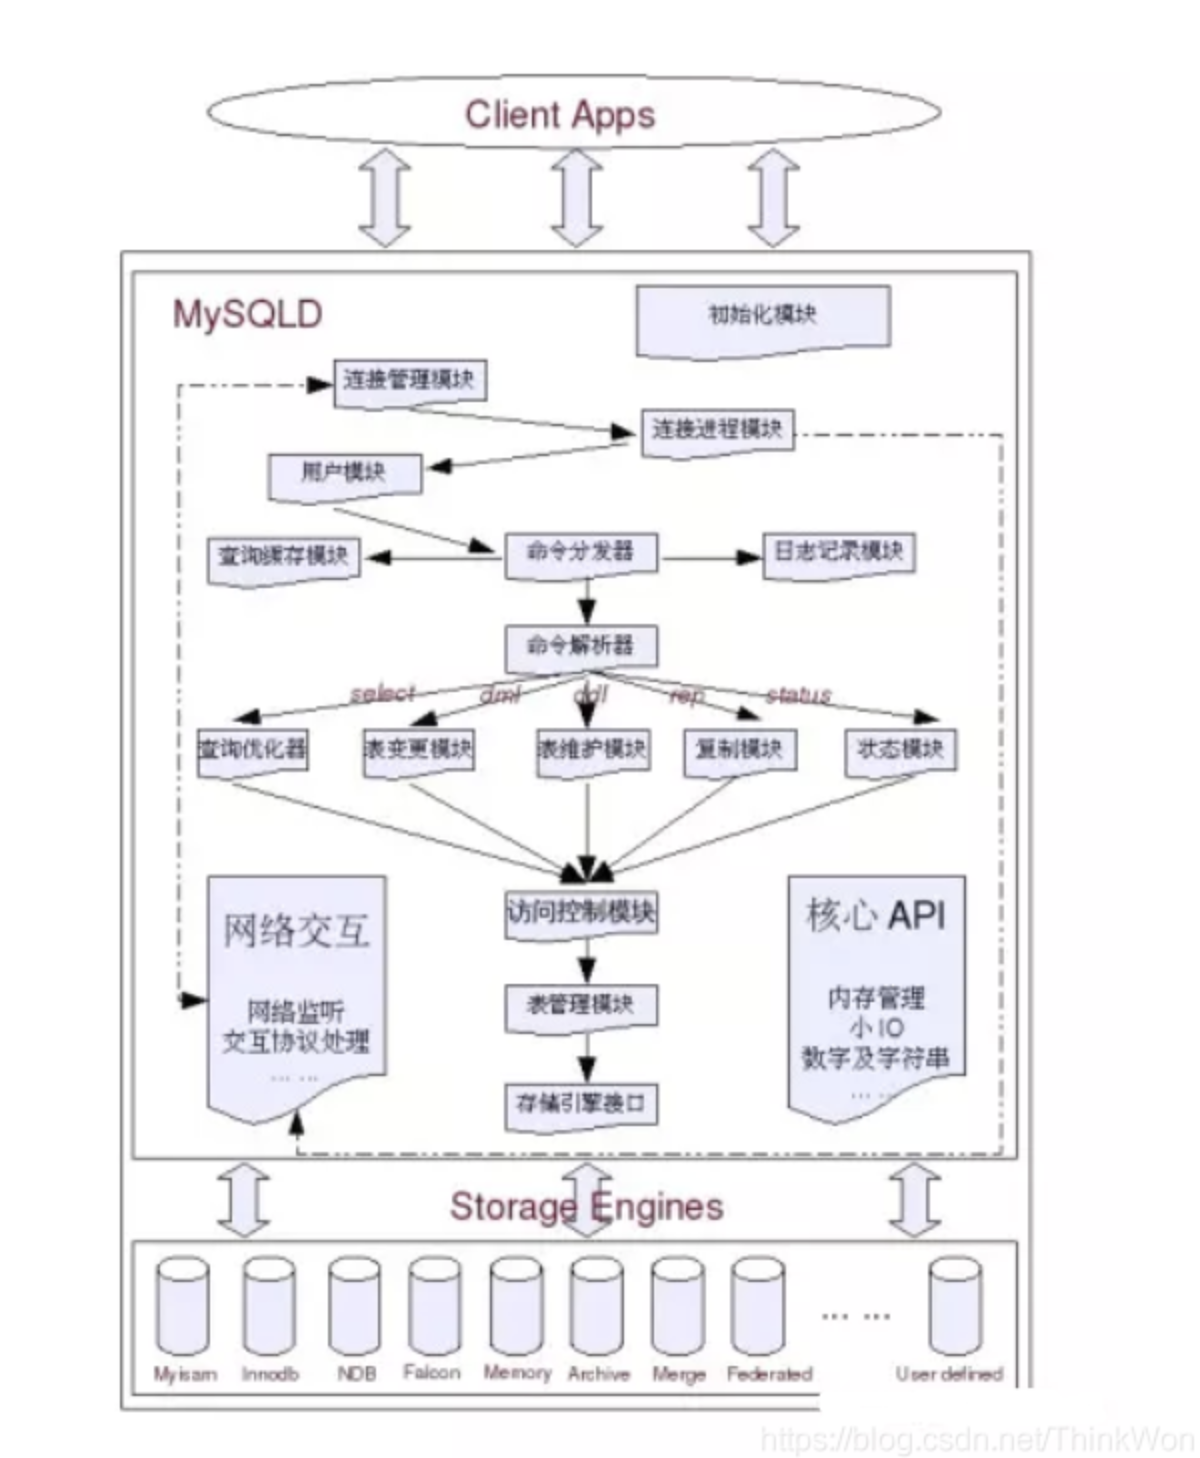 Client Apps
MySQLD
初始化模块
连接管理模块
连接进程模块
用户模块
查询缓存模块
命令分发器
日志记录模块
命令解析器
select
dml
ddl
rep
status
查询优化器
表变更模块
表维护模块
复制模块
状态模块
网络交互
网络监听
交互协议处理
... ...
访问控制模块
表管理模块
存储引擎接口
核心 API
内存管理
小 IO
数字及字符串
... ...
Storage Engines
Myisam
Innodb
NDB
Falcon
Memory
Archive
Merge
Federated
... ...
User defined
https://blog.csdn.net/ThinkWon